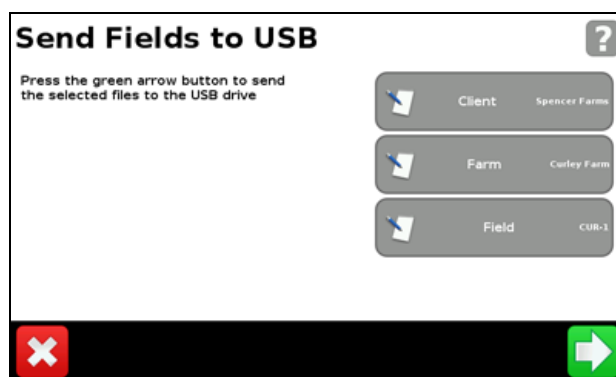 Send Fields to USB
?
Press the green arrow button to send
the selected files to the USB drive
Client Spencer Farms
Farm Curley Farm
Field CUR-1